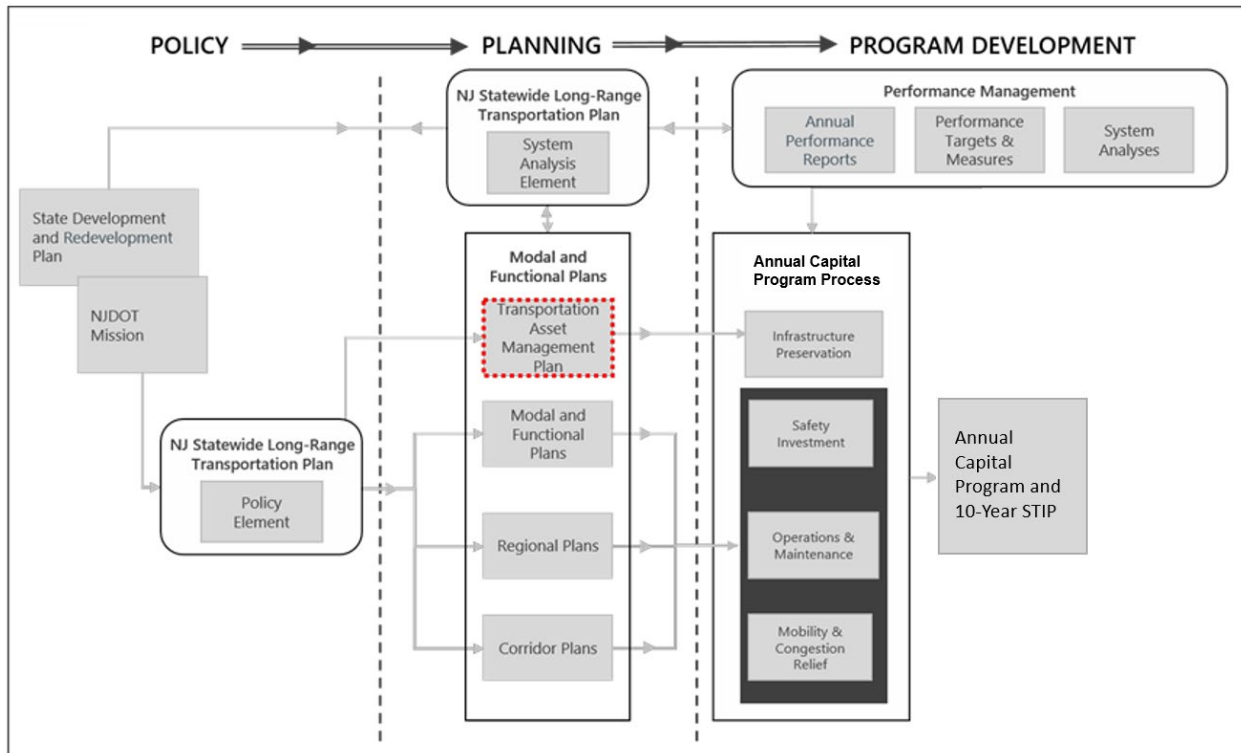 POLICY
PLANNING
PROGRAM DEVELOPMENT
NJ Statewide Long-Range
Transportation Plan
System
Analysis
Element
Performance Management
Annual
Performance
Reports
Performance
Targets &
Measures
System
Analyses
State Development
and Redevelopment
Plan
NJDOT
Mission
NJ Statewide Long-Range
Transportation Plan
Policy
Element
Modal and
Functional Plans
Transportation
Asset
Management
Plan
Modal and
Functional
Plans
Regional Plans
Corridor Plans
Annual Capital
Program Process
Infrastructure
Preservation
Safety
Investment
Operations &
Maintenance
Mobility &
Congestion
Relief
Annual
Capital
Program and
10-Year STIP